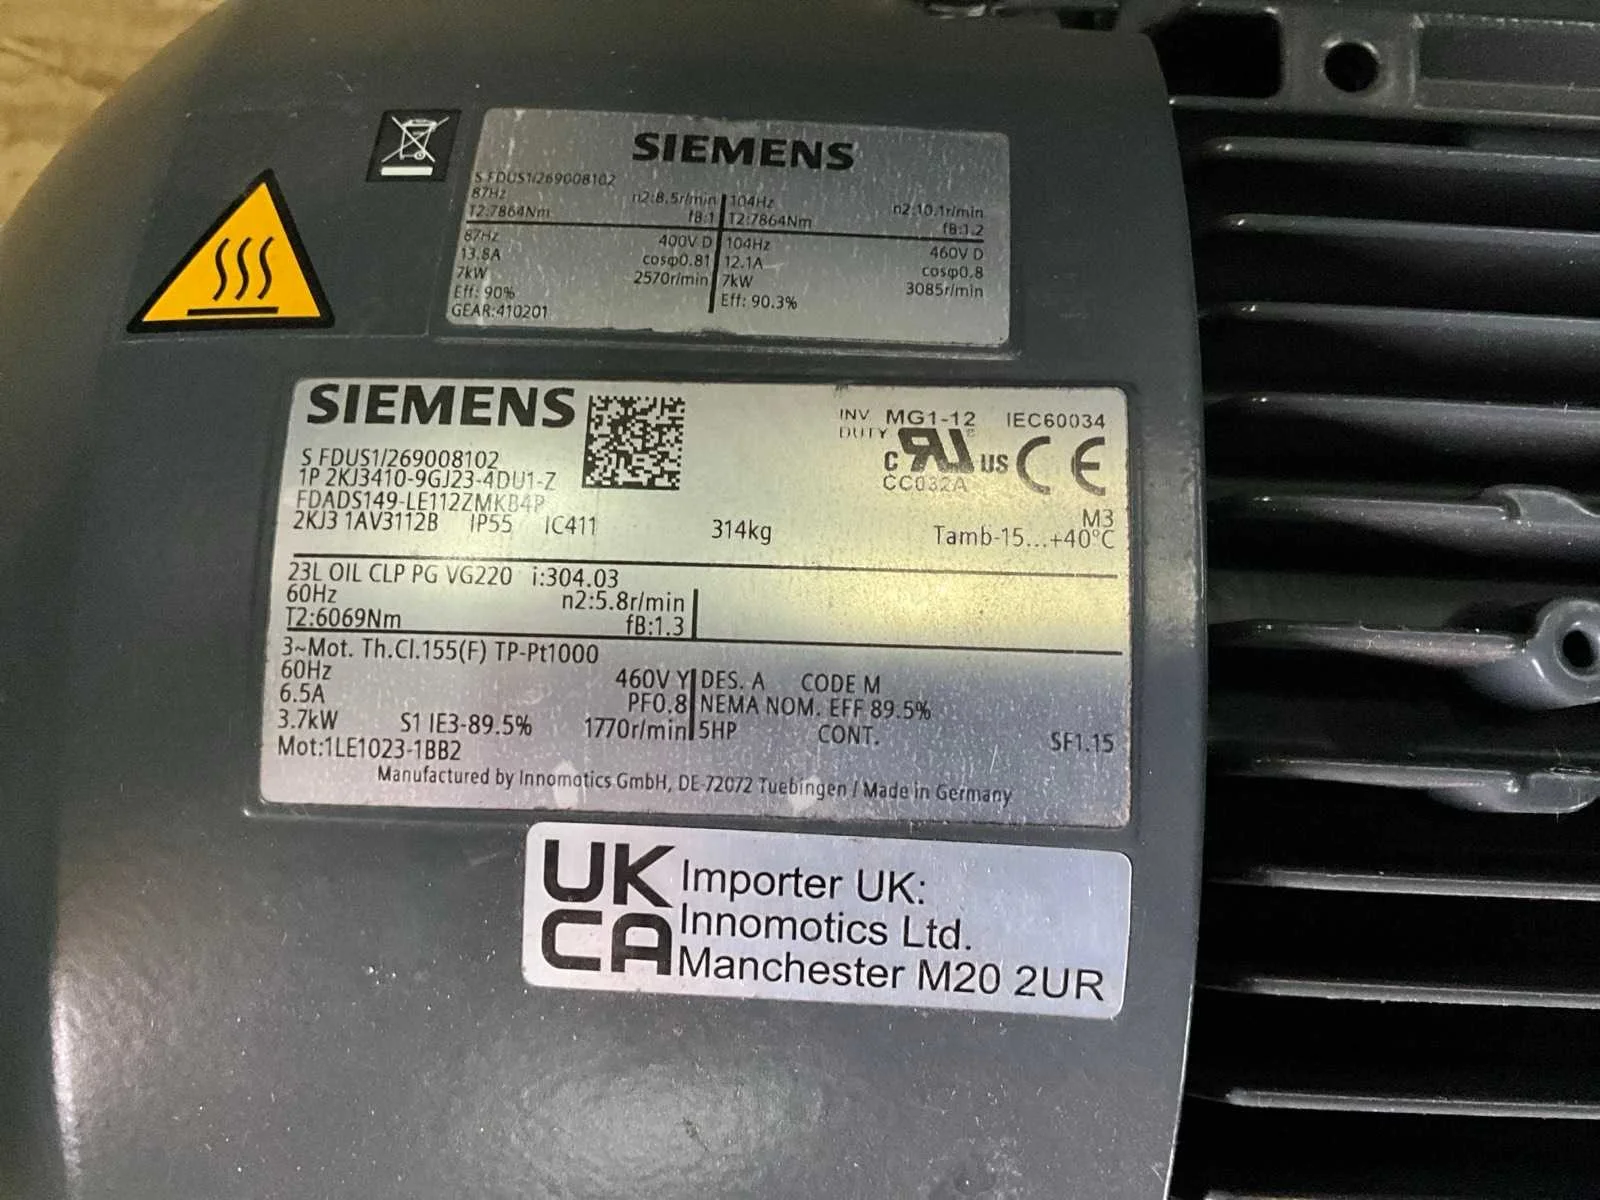 SIEMENS
S FDUS1/269008102
87Hz n2:8.5r/min 104Hz n2:10.1r/min
T2:7864Nm fB:1 T2:7864Nm fB:1.2
87Hz 400V D 104Hz 460V D
13.8A cosφ0.81 12.1A cosφ0.8
7kW 2570r/min 7kW 3085r/min
Eff: 90% Eff: 90.3%
GEAR:410201
SIEMENS
INV DUTY MG1-12 IEC60034
S FDUS1/269008102
C RU US CE
1P 2KJ3410-9GJ23-4DU1-Z
CC032A
FDADS149-LE112ZMKB4P
M3
2KJ3 1AV3112B IP55 IC411 314kg Tamb-15...+40°C
23L OIL CLP PG VG220 i:304.03
60Hz n2:5.8r/min
T2:6069Nm fB:1.3
3~Mot. Th.Cl.155(F) TP-Pt1000
60Hz 460V Y DES. A CODE M
6.5A PF0.8 NEMA NOM. EFF 89.5%
3.7kW S1 IE3-89.5% 1770r/min 5HP CONT. SF1.15
Mot:1LE1023-1BB2
Manufactured by Innomotics GmbH, DE-72072 Tuebingen / Made in Germany
UK
CA
Importer UK:
Innomotics Ltd.
Manchester M20 2UR